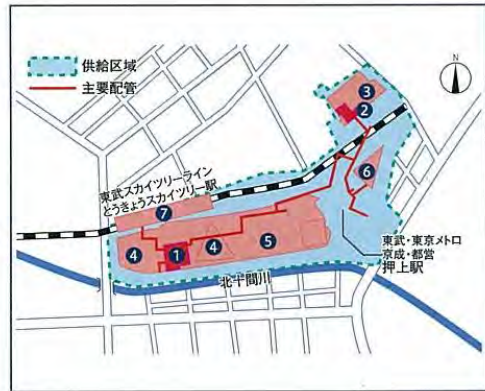 供給区域
主要配管
N
3
2
6
東武スカイツリーライン
とうきょうスカイツリー駅
7
4
1
4
5
東武・東京メトロ
京成・都営
押上駅
北十間川